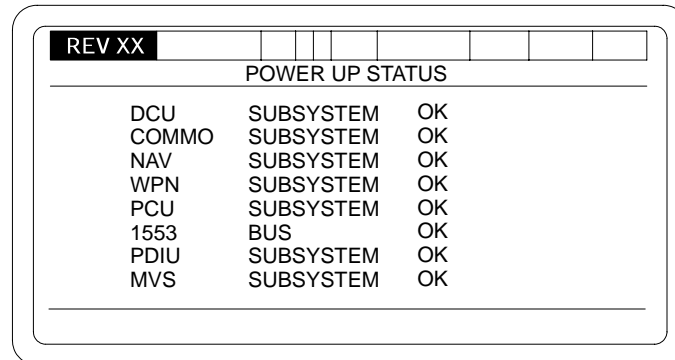 REV XX
POWER UP STATUS
DCU SUBSYSTEM OK
COMMO SUBSYSTEM OK
NAV SUBSYSTEM OK
WPN SUBSYSTEM OK
PCU SUBSYSTEM OK
1553 BUS OK
PDIU SUBSYSTEM OK
MVS SUBSYSTEM OK